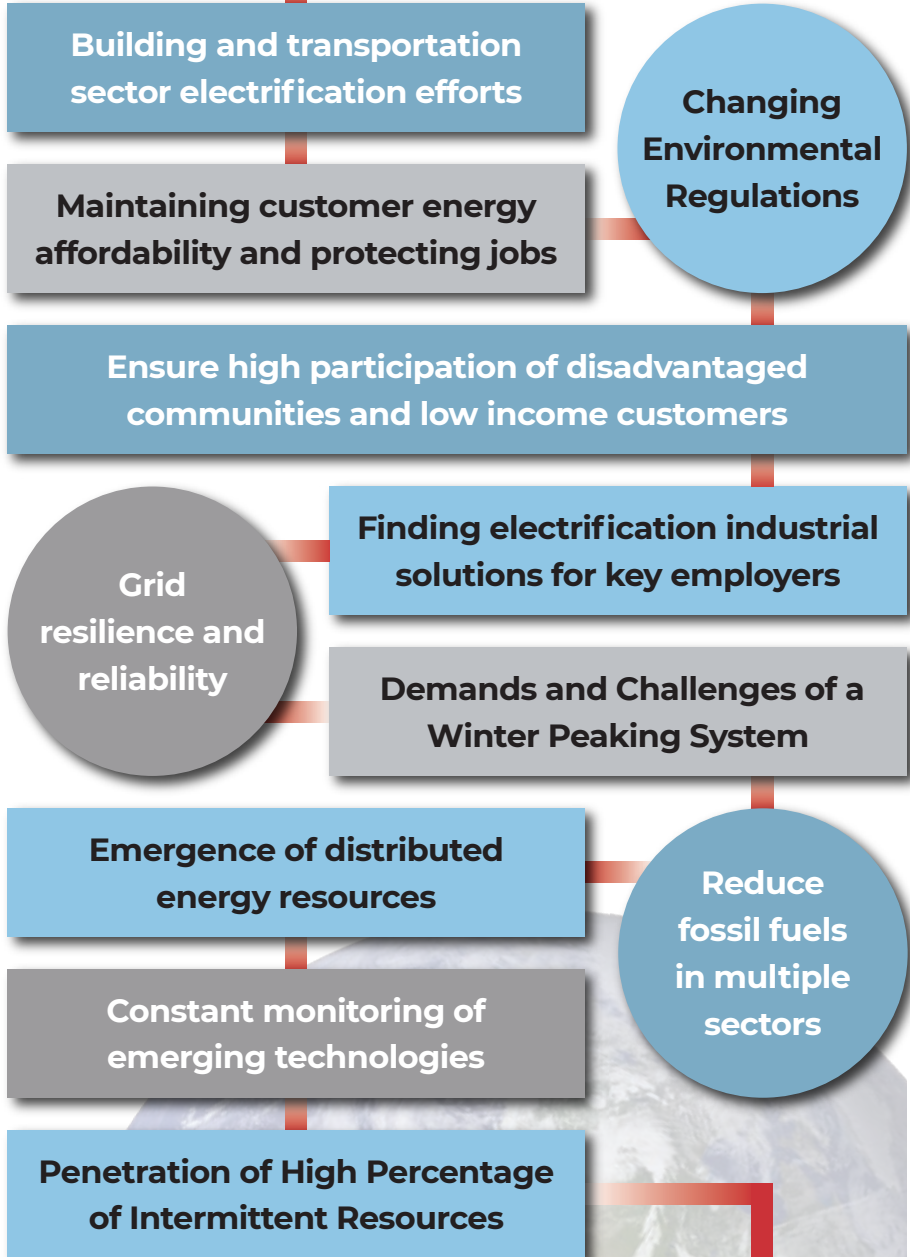 Building and transportation
sector electrification efforts
Changing
Environmental
Regulations
Maintaining customer energy
affordability and protecting jobs
Ensure high participation of disadvantaged
communities and low income customers
Finding electrification industrial
solutions for key employers
Grid
resilience and
reliability
Demands and Challenges of a
Winter Peaking System
Emergence of distributed
energy resources
Reduce
fossil fuels
in multiple
sectors
Constant monitoring of
emerging technologies
Penetration of High Percentage
of Intermittent Resources